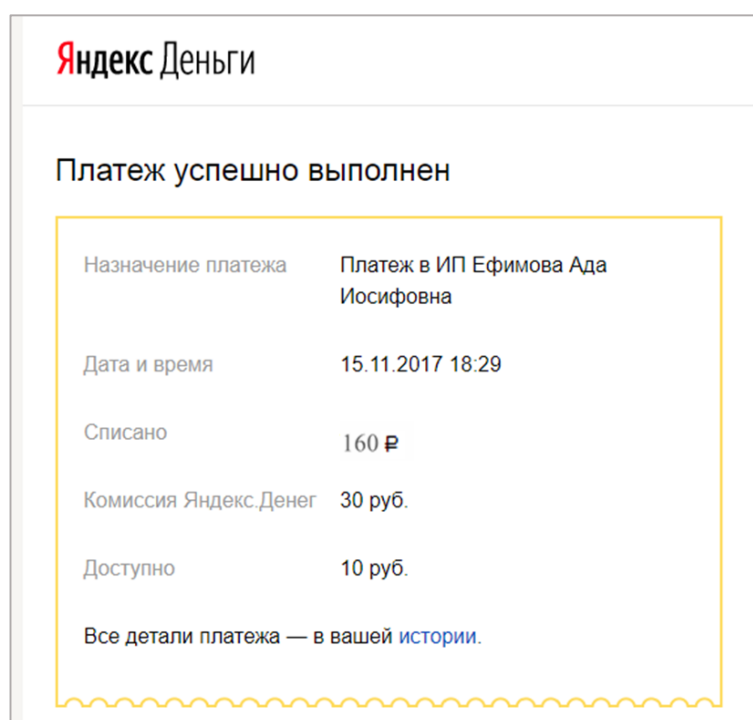 Яндекс Деньги
Платеж успешно выполнен
Назначение платежа Платеж в ИП Ефимова Ада
Иосифовна
Дата и время 15.11.2017 18:29
Списано 160 ₽
Комиссия Яндекс.Денег 30 руб.
Доступно 10 руб.
Все детали платежа — в вашей истории.